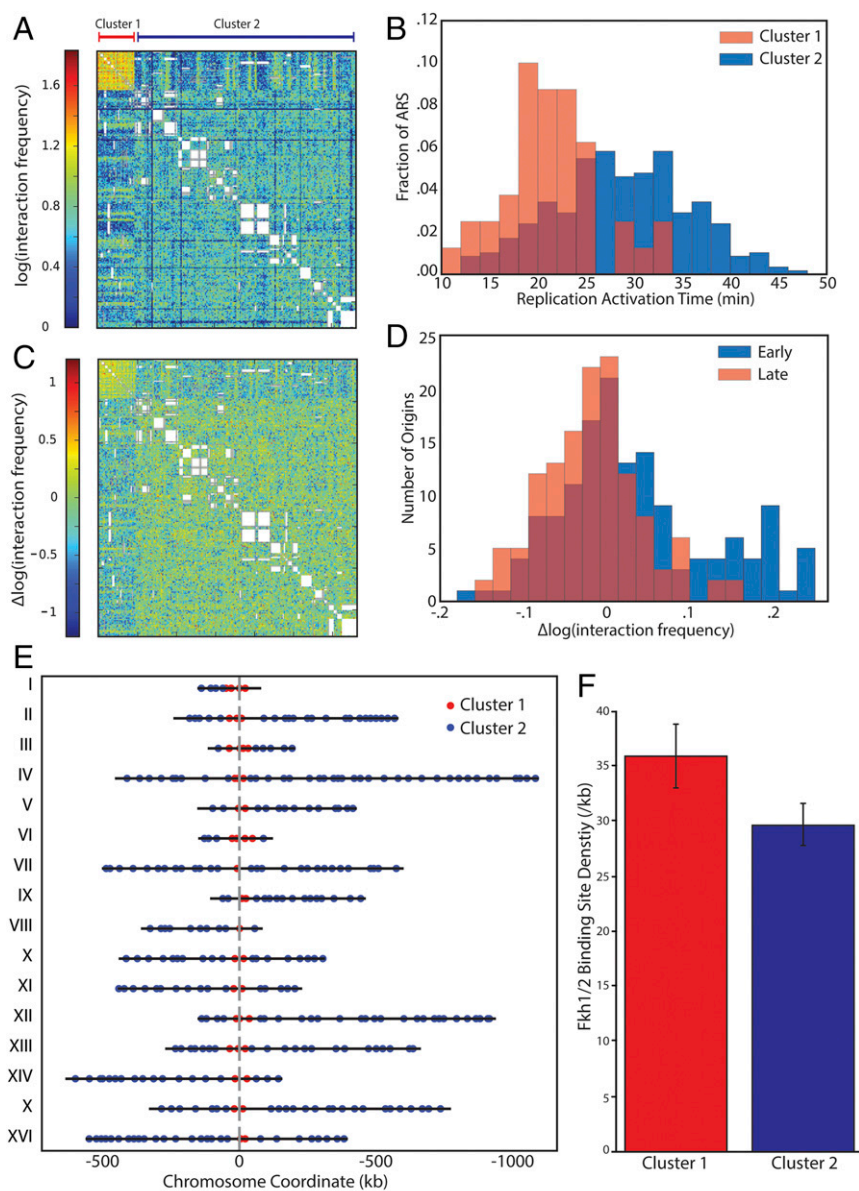 A
Cluster 1
Cluster 2
log(interaction frequency)
1.6
1.2
0.8
0.4
0
B
Cluster 1
Cluster 2
Fraction of ARS
.12
.10
.08
.06
.04
.02
.00
10 15 20 25 30 35 40 45 50
Replication Activation Time (min)
C
Δlog(interaction frequency)
1
0.5
0
−0.5
−1
D
Early
Late
Number of Origins
25
20
15
10
5
0
-.2 -.1 0 .1 .2
Δlog(interaction frequency)
E
Cluster 1
Cluster 2
I
II
III
IV
V
VI
VII
IX
VIII
X
XI
XII
XIII
XIV
X
XVI
-500 0 -500 -1000
Chromosome Coordinate (kb)
F
Fkh1/2 Binding Site Denstiy (/kb)
40
35
30
25
20
15
10
5
0
Cluster 1 Cluster 2